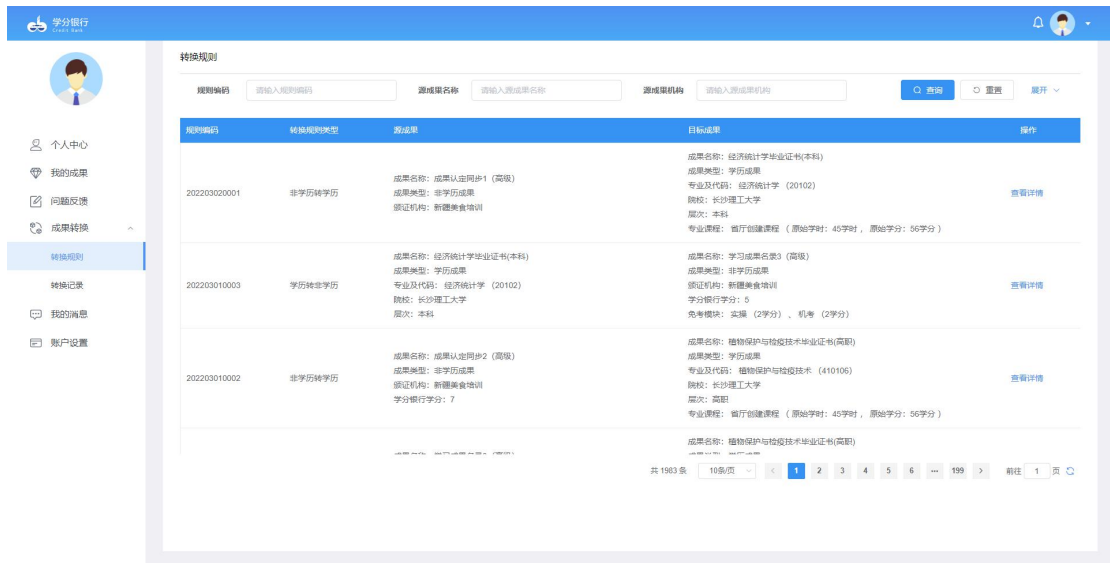 学分银行
Credit Bank
个人中心
我的成果
问题反馈
成果转换
转换规则
转换记录
我的消息
账户设置
转换规则
规则编码 请输入规则编码 源成果名称 请输入源成果名称 源成果机构 请输入源成果机构 查询 重置 展开
规则编码 转换规则类型 源成果 目标成果 操作
202203020001 非学历转学历
成果名称：成果认定同步1（高级）
成果类型：非学历成果
颁证机构：新疆美食培训
成果名称：经济统计学毕业证书(本科)
成果类型：学历成果
专业及代码： 经济统计学 （20102）
院校：长沙理工大学
层次：本科
专业课程： 省厅创建课程 （ 原始学时：45学时 ， 原始学分：56学分 ）
查看详情
202203010003 学历转非学历
成果名称：经济统计学毕业证书(本科)
成果类型：学历成果
专业及代码： 经济统计学 （20102）
院校：长沙理工大学
层次：本科
成果名称：学习成果名录3（高级）
成果类型：非学历成果
颁证机构：新疆美食培训
学分银行学分：5
免考模块： 实操 （2学分） ， 机考 （2学分）
查看详情
202203010002 非学历转学历
成果名称：成果认定同步2（高级）
成果类型：非学历成果
颁证机构：新疆美食培训
学分银行学分：7
成果名称：植物保护与检疫技术毕业证书(高职)
成果类型：学历成果
专业及代码： 植物保护与检疫技术 （410106）
院校：长沙理工大学
层次：高职
专业课程： 省厅创建课程 （ 原始学时：45学时 ， 原始学分：56学分 ）
查看详情
成果名称：植物保护与检疫技术毕业证书(高职)
共 1983 条 10条/页 1 2 3 4 5 6 ··· 199 前往 1 页